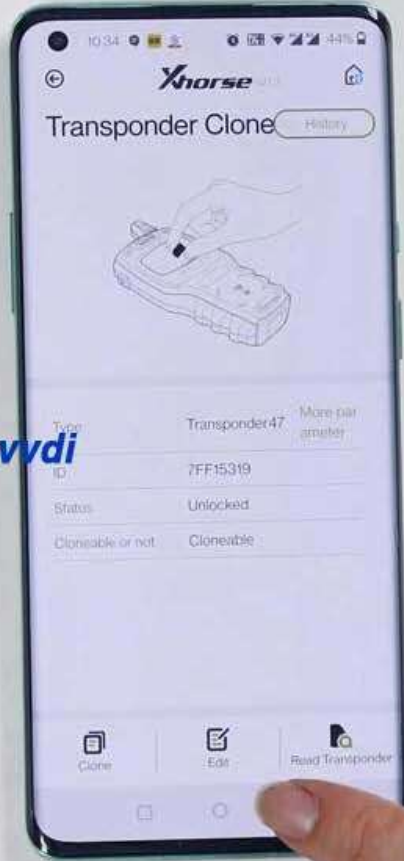 10:34 44%
Xhorse
Transponder Clone History
Type Transponder47 More par
ameter
vvdi
ID 7FF15319
Status Unlocked
Cloneable or not Cloneable
Clone Edit Read Transponder